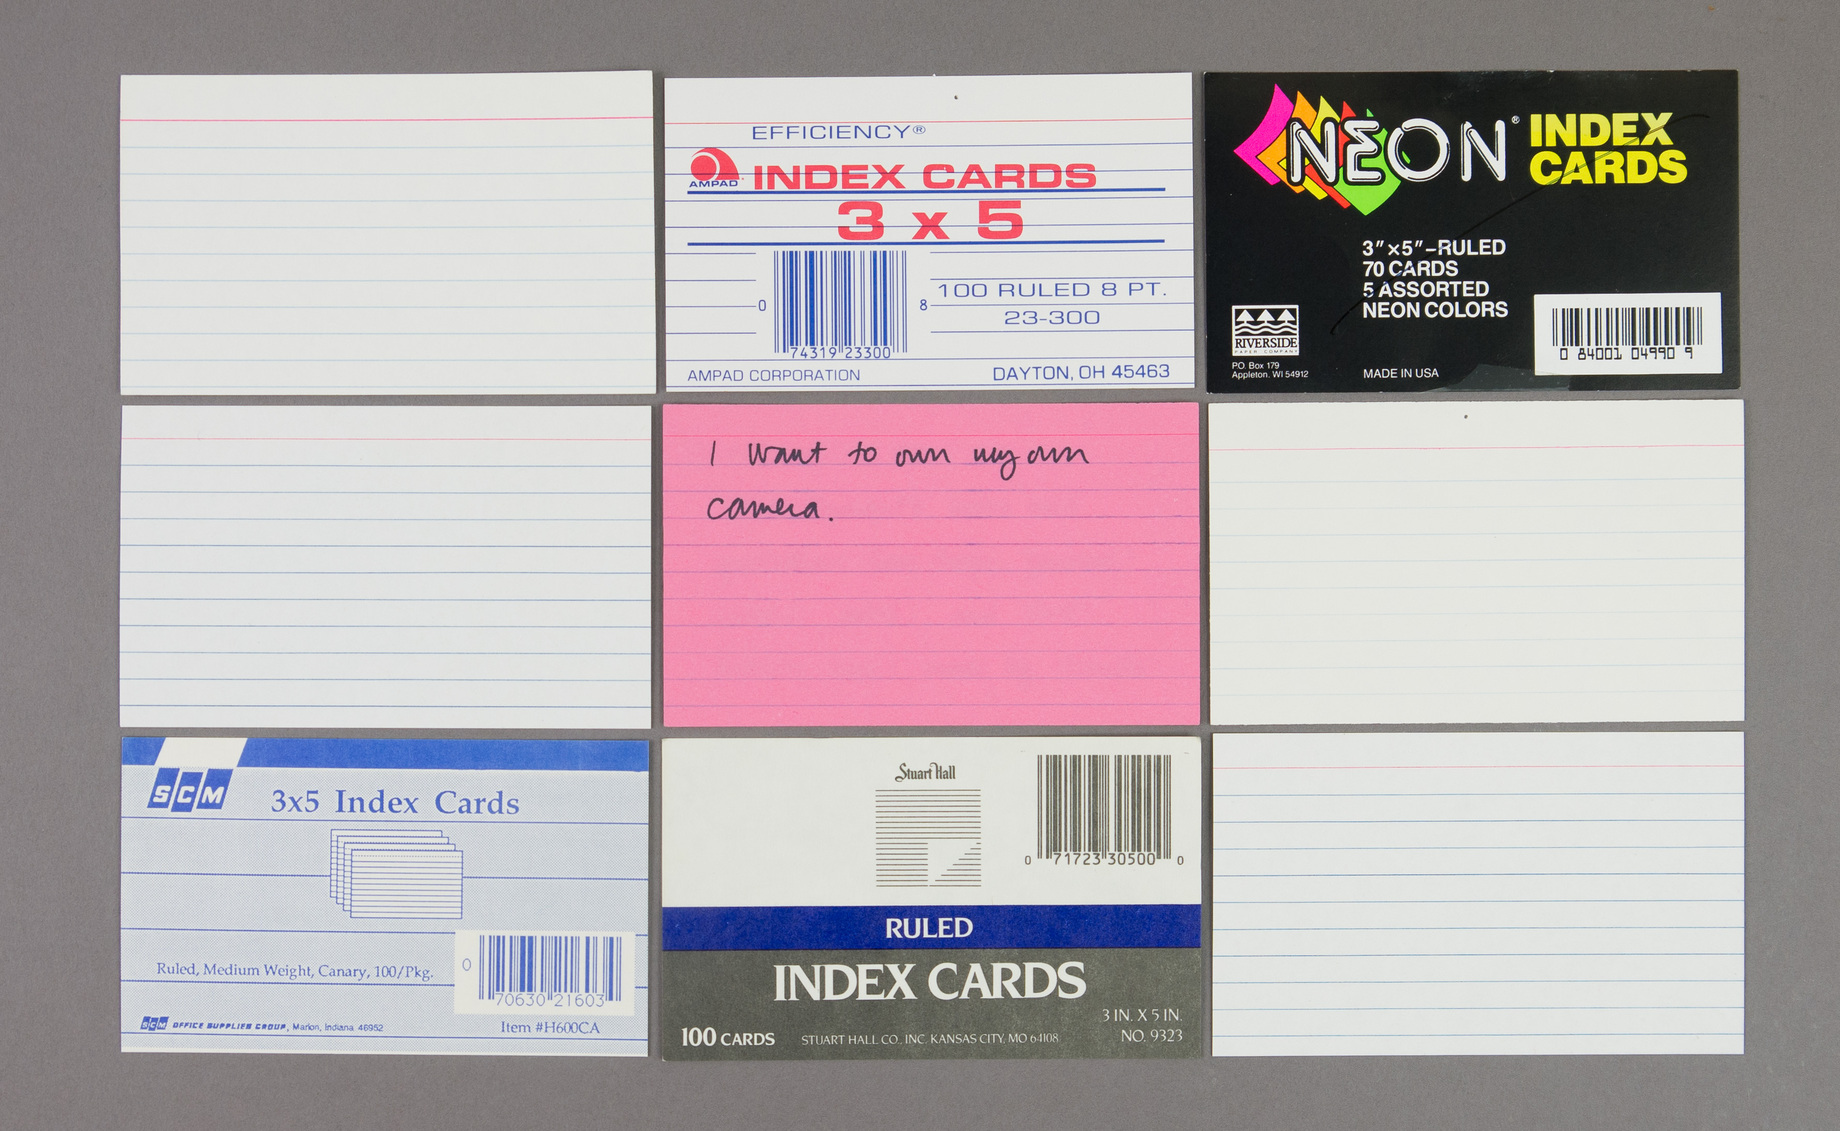 EFFICIENCY®
AMPAD
INDEX CARDS
3 x 5
0 74319 23300 8
100 RULED 8 PT.
23-300
AMPAD CORPORATION
DAYTON, OH 45463
NEON® INDEX
CARDS
3" x 5" – RULED
70 CARDS
5 ASSORTED
NEON COLORS
RIVERSIDE
PAPER COMPANY
P.O. Box 179
Appleton, WI 54912
MADE IN USA
0 84001 04990 9
I want to own my own
camera.
SCM
3x5 Index Cards
Ruled, Medium Weight, Canary, 100/Pkg.
0 70630 21603
SCM OFFICE SUPPLIES GROUP, Marion, Indiana 46952
Item #H600CA
Stuart Hall
0 71723 30500 0
RULED
INDEX CARDS
100 CARDS
STUART HALL CO., INC. KANSAS CITY, MO 64108
3 IN. X 5 IN.
NO. 9323